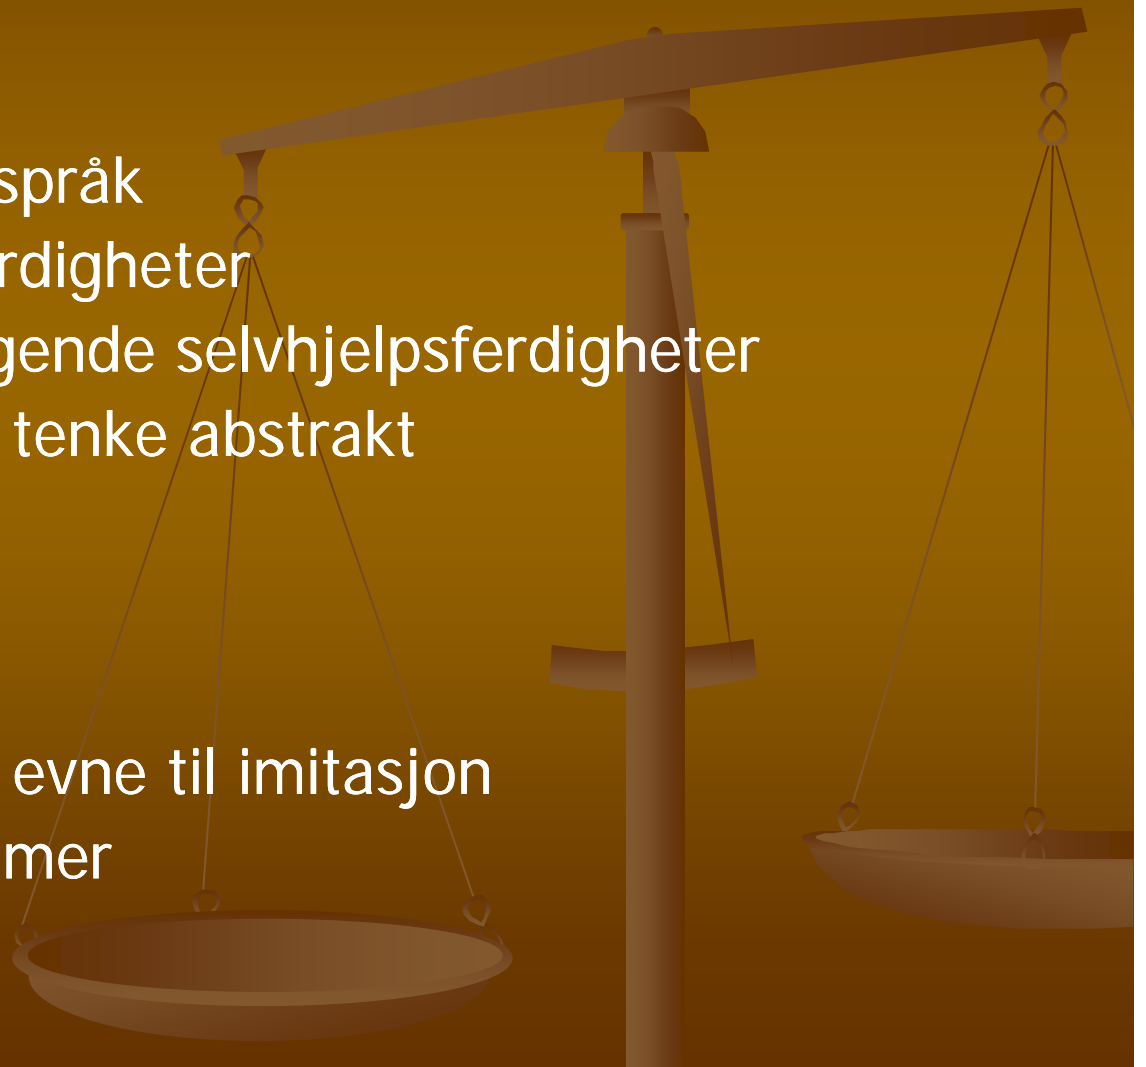 språk
rdigheter
gende selvhjelpsferdigheter
tenke abstrakt
evne til imitasjon
mer